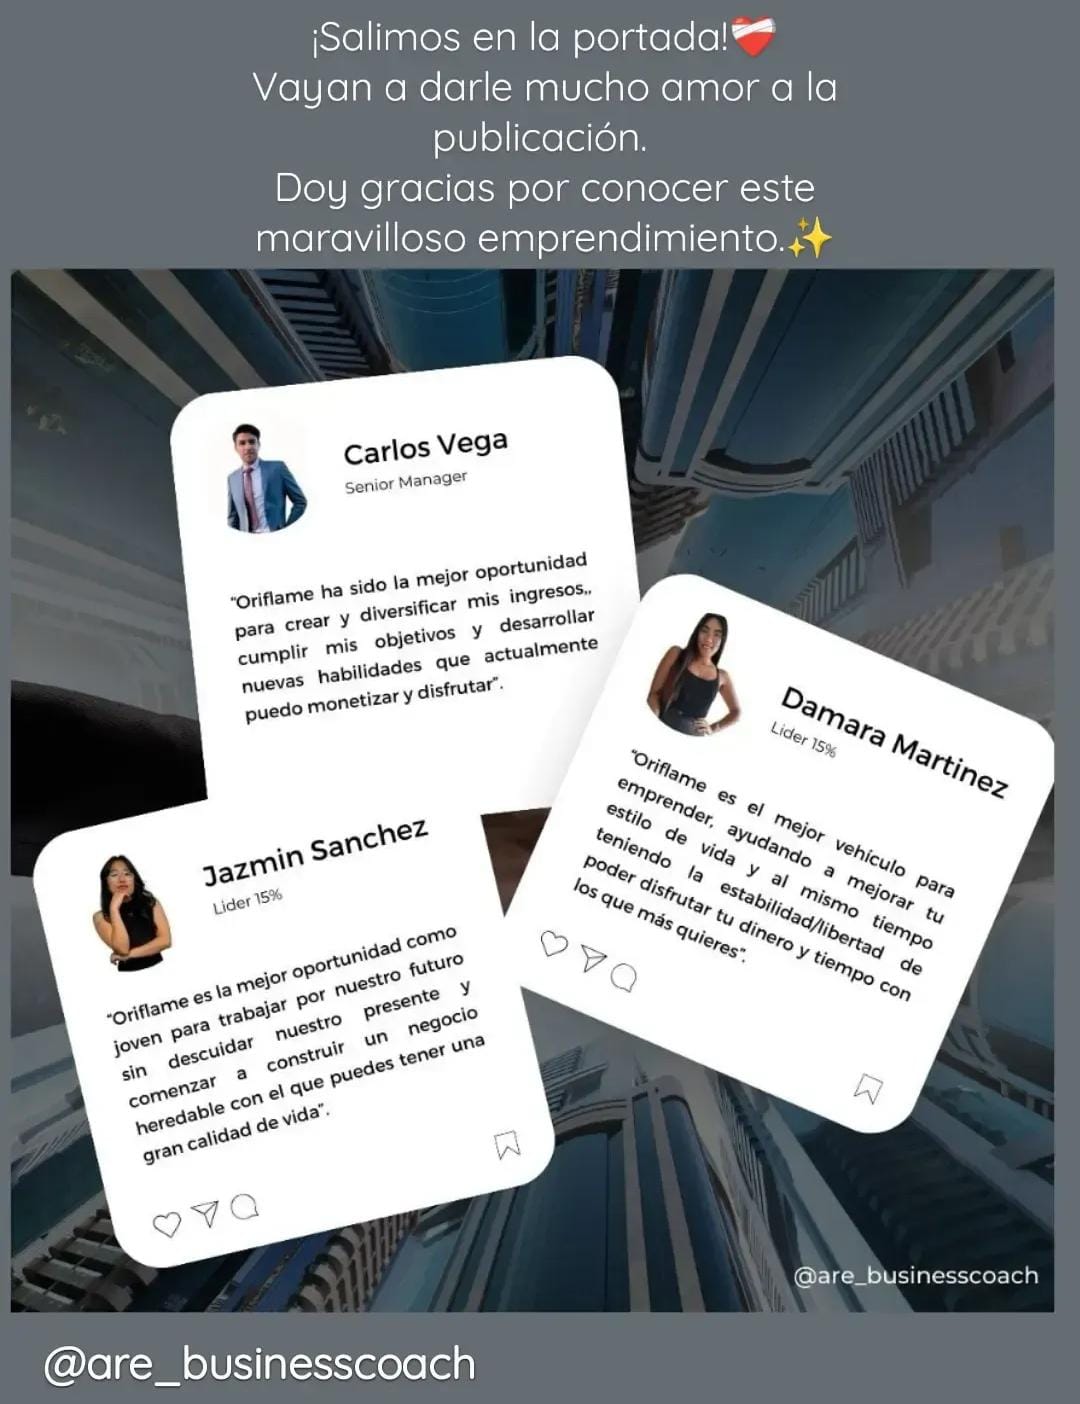 ¡Salimos en la portada!❤️‍🩹
Vayan a darle mucho amor a la
publicación.
Doy gracias por conocer este
maravilloso emprendimiento.✨
Carlos Vega
Senior Manager
“Oriflame ha sido la mejor oportunidad
para crear y diversificar mis ingresos,,
cumplir mis objetivos y desarrollar
nuevas habilidades que actualmente
puedo monetizar y disfrutar”.
Damara Martinez
Lider 15%
“Oriflame es el mejor vehículo para
emprender, ayudando a mejorar tu
estilo de vida y al mismo tiempo
teniendo la estabilidad/libertad de
poder disfrutar tu dinero y tiempo con
los que más quieres”.
Jazmin Sanchez
Lider 15%
“Oriflame es la mejor oportunidad como
joven para trabajar por nuestro futuro
sin descuidar nuestro presente y
comenzar a construir un negocio
heredable con el que puedes tener una
gran calidad de vida”.
@are_businesscoach
@are_businesscoach